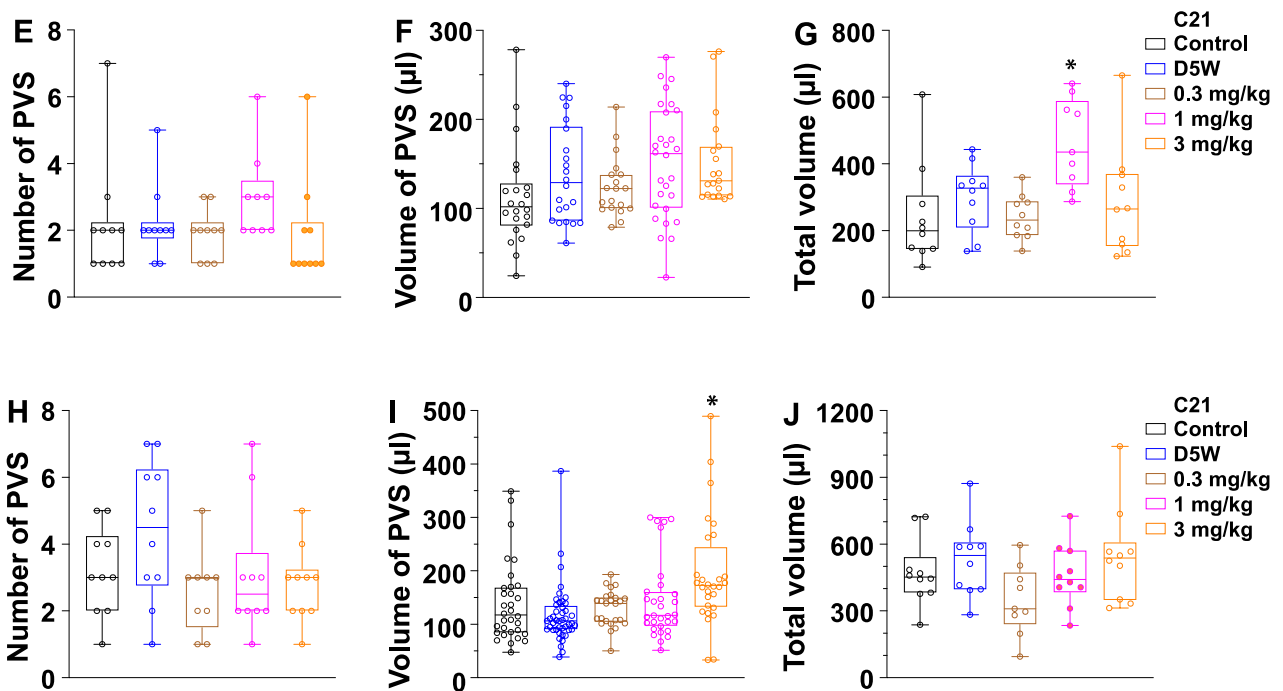 E
Number of PVS
8
6
4
2
0
F
Volume of PVS (µl)
300
200
100
0
G
Total volume (µl)
800
600
400
200
0
*
C21
Control
D5W
0.3 mg/kg
1 mg/kg
3 mg/kg
H
Number of PVS
8
6
4
2
0
I
Volume of PVS (µl)
500
400
300
200
100
0
*
J
Total volume (µl)
1200
900
600
300
0
C21
Control
D5W
0.3 mg/kg
1 mg/kg
3 mg/kg